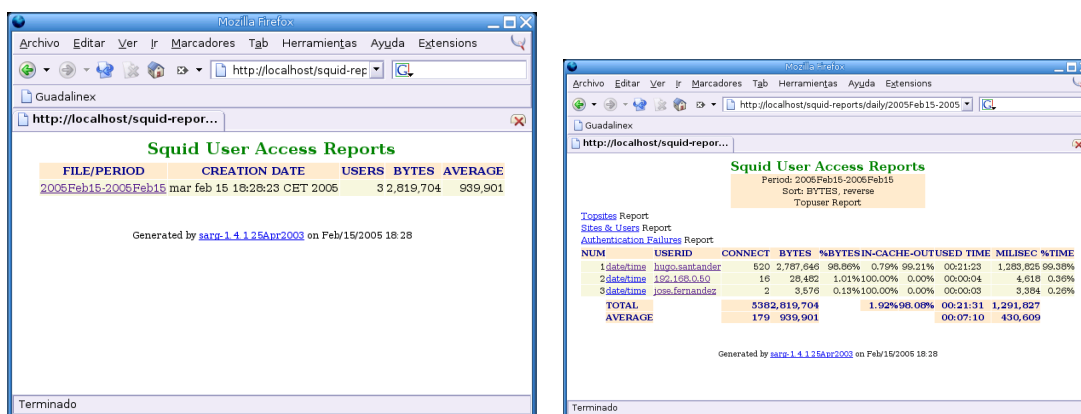 Mozilla Firefox
Archivo Editar Ver Ir Marcadores Tab Herramientas Ayuda Extensions
http://localhost/squid-rep
Guadalinex
http://localhost/squid-repor...
Squid User Access Reports
FILE/PERIOD CREATION DATE USERS BYTES AVERAGE
2005Feb15-2005Feb15 mar feb 15 18:28:23 CET 2005 3 2,819,704 939,901
Generated by sarg-1.4.1 25Apr2003 on Feb/15/2005 18:28
Terminado
Mozilla Firefox
Archivo Editar Ver Ir Marcadores Tab Herramientas Ayuda Extensions
http://localhost/squid-reports/daily/2005Feb15-2005
Guadalinex
http://localhost/squid-repor...
Squid User Access Reports
Period: 2005Feb15-2005Feb15
Sort: BYTES, reverse
Topuser Report
Topsites Report
Sites & Users Report
Authentication Failures Report
NUM USERID CONNECT BYTES %BYTES IN-CACHE-OUT USED TIME MILISEC %TIME
1 date/time hugo.santander 520 2,787,646 98.86% 0.79% 99.21% 00:21:23 1,283,825 99.38%
2 date/time 192.168.0.50 16 28,482 1.01% 100.00% 0.00% 00:00:04 4,618 0.36%
3 date/time jose.fernandez 2 3,576 0.13% 100.00% 0.00% 00:00:03 3,384 0.26%
TOTAL 538 2,819,704 1.92% 98.08% 00:21:31 1,291,827
AVERAGE 179 939,901 00:07:10 430,609
Generated by sarg-1.4.1 25Apr2003 on Feb/15/2005 18:28
Terminado